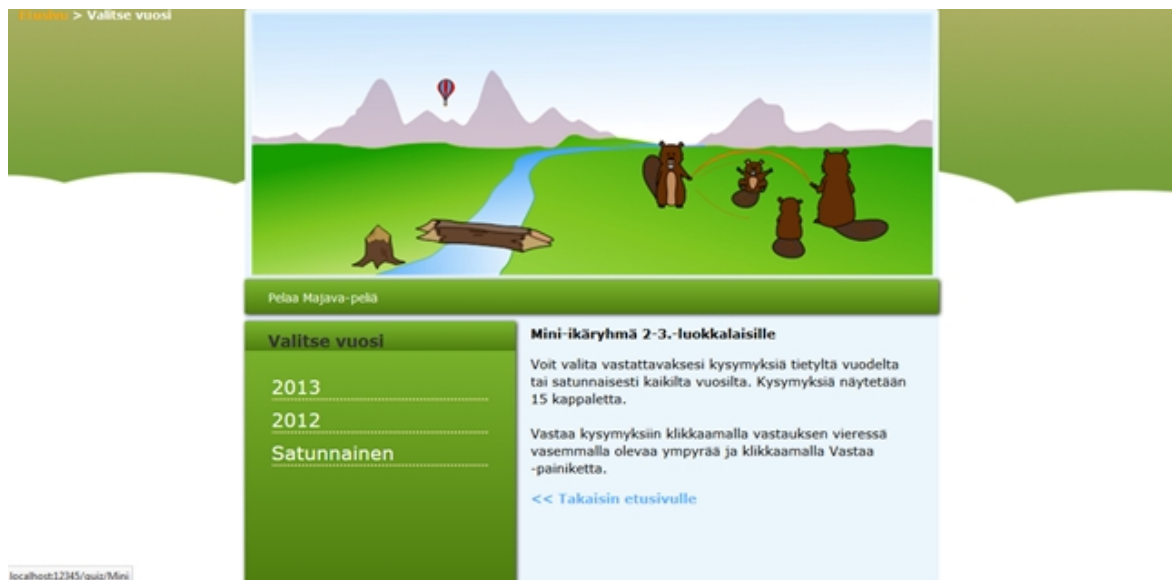 Etusivu > Valitse vuosi
Pelaa Majava-peliä
Valitse vuosi
2013
2012
Satunnainen
Mini-ikäryhmä 2-3.-luokkalaisille
Voit valita vastattavaksesi kysymyksiä tietyltä vuodelta
tai satunnaisesti kaikilta vuosilta. Kysymyksiä näytetään
15 kappaletta.
Vastaa kysymyksiin klikkaamalla vastauksen vieressä
vasemmalla olevaa ympyrää ja klikkaamalla Vastaa
-painiketta.
<< Takaisin etusivulle
localhost:12345/quiz/Mini